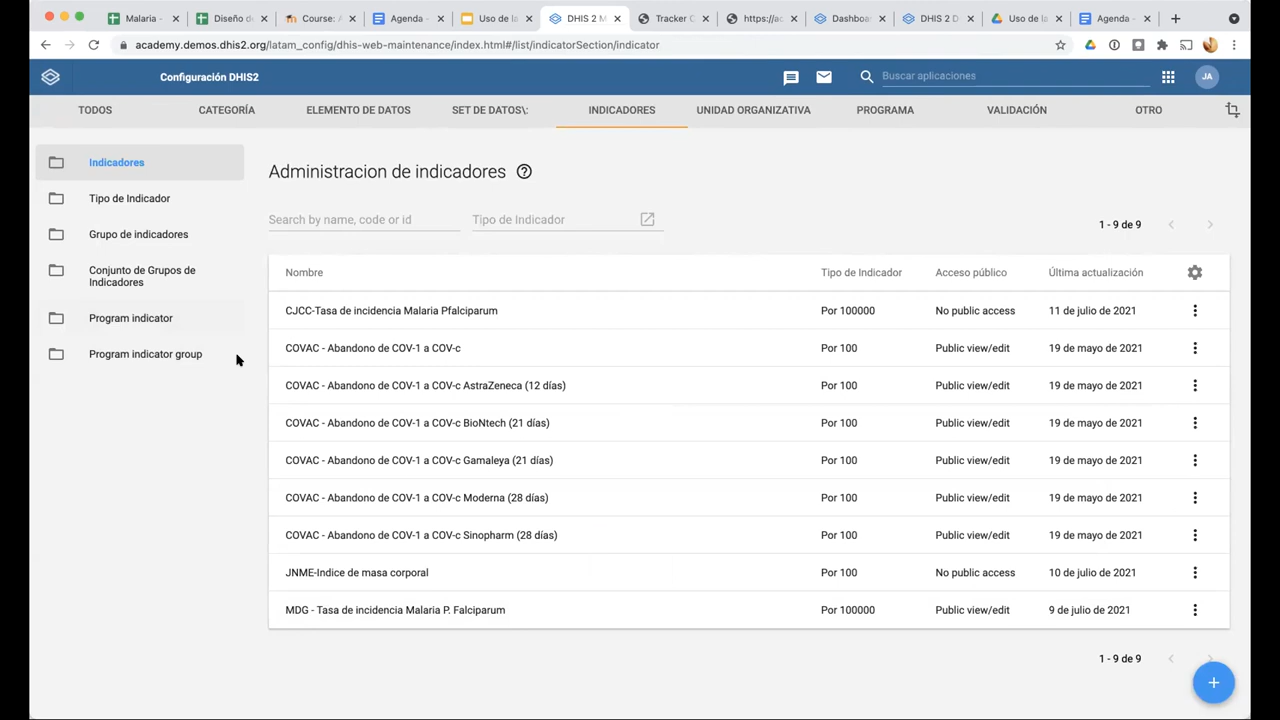 Malaria -
Diseño de
Course: A
Agenda -
Uso de la
DHIS 2 M
Tracker C
https://ac
Dashboa
DHIS 2 D
Uso de la
Agenda -
academy.demos.dhis2.org/latam_config/dhis-web-maintenance/index.html#/list/indicatorSection/indicator
Configuración DHIS2
Buscar aplicaciones
JA
TODOS
CATEGORÍA
ELEMENTO DE DATOS
SET DE DATOS\:
INDICADORES
UNIDAD ORGANIZATIVA
PROGRAMA
VALIDACIÓN
OTRO
Indicadores
Tipo de Indicador
Grupo de indicadores
Conjunto de Grupos de
Indicadores
Program indicator
Program indicator group
Administracion de indicadores
Search by name, code or id
Tipo de Indicador
1 - 9 de 9
Nombre Tipo de Indicador Acceso público Última actualización
CJCC-Tasa de incidencia Malaria Pfalciparum Por 100000 No public access 11 de julio de 2021
COVAC - Abandono de COV-1 a COV-c Por 100 Public view/edit 19 de mayo de 2021
COVAC - Abandono de COV-1 a COV-c AstraZeneca (12 días) Por 100 Public view/edit 19 de mayo de 2021
COVAC - Abandono de COV-1 a COV-c BioNtech (21 días) Por 100 Public view/edit 19 de mayo de 2021
COVAC - Abandono de COV-1 a COV-c Gamaleya (21 días) Por 100 Public view/edit 19 de mayo de 2021
COVAC - Abandono de COV-1 a COV-c Moderna (28 días) Por 100 Public view/edit 19 de mayo de 2021
COVAC - Abandono de COV-1 a COV-c Sinopharm (28 días) Por 100 Public view/edit 19 de mayo de 2021
JNME-Indice de masa corporal Por 100 No public access 10 de julio de 2021
MDG - Tasa de incidencia Malaria P. Falciparum Por 100000 Public view/edit 9 de julio de 2021
1 - 9 de 9